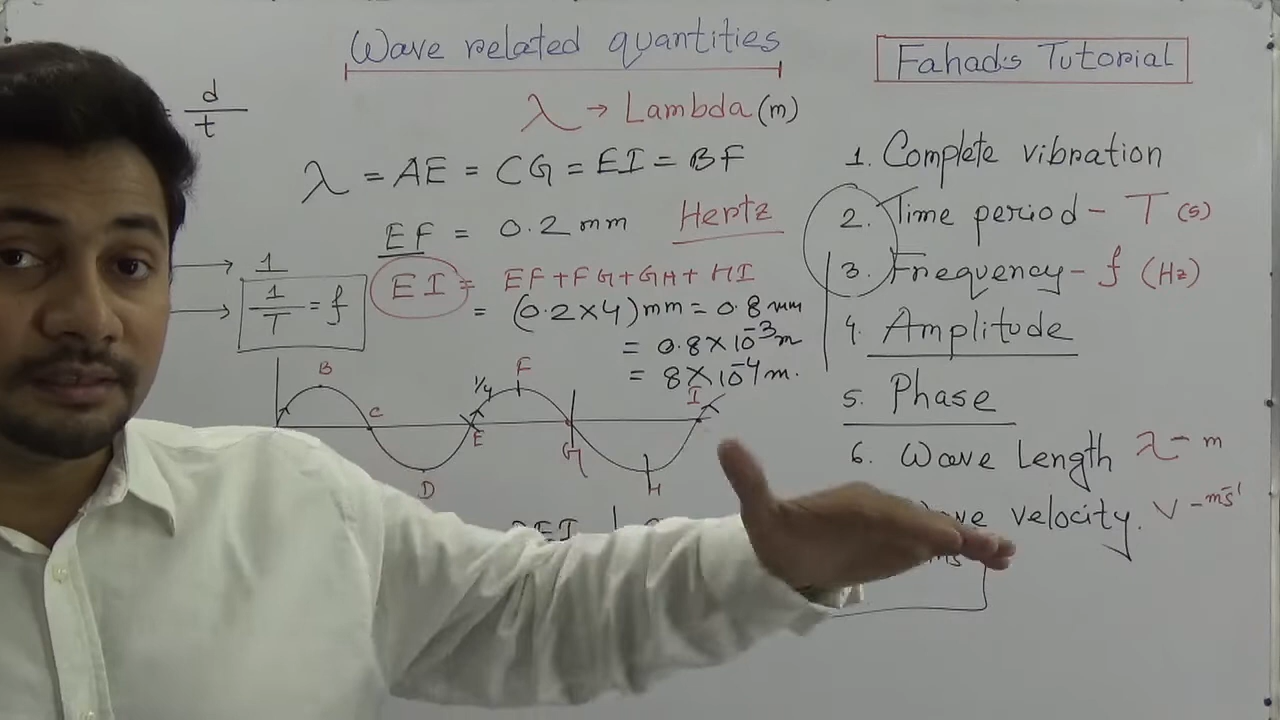 Wave related quantities
Fahad's Tutorial
= d/t
λ → Lambda (m)
λ = AE = CG = EI = BF
EF = 0.2 mm
Hertz
EI = EF + FG + GH + HI
= (0.2 × 4) mm = 0.8 mm
= 0.8 × 10⁻³ m
= 8 × 10⁻⁴ m.
1
1/T = f
B
C
D
1/4
E
F
G
H
I
1. Complete vibration
2. Time period - T (s)
3. Frequency - f (Hz)
4. Amplitude
5. Phase
6. Wave Length λ - m
velocity. V - ms⁻¹